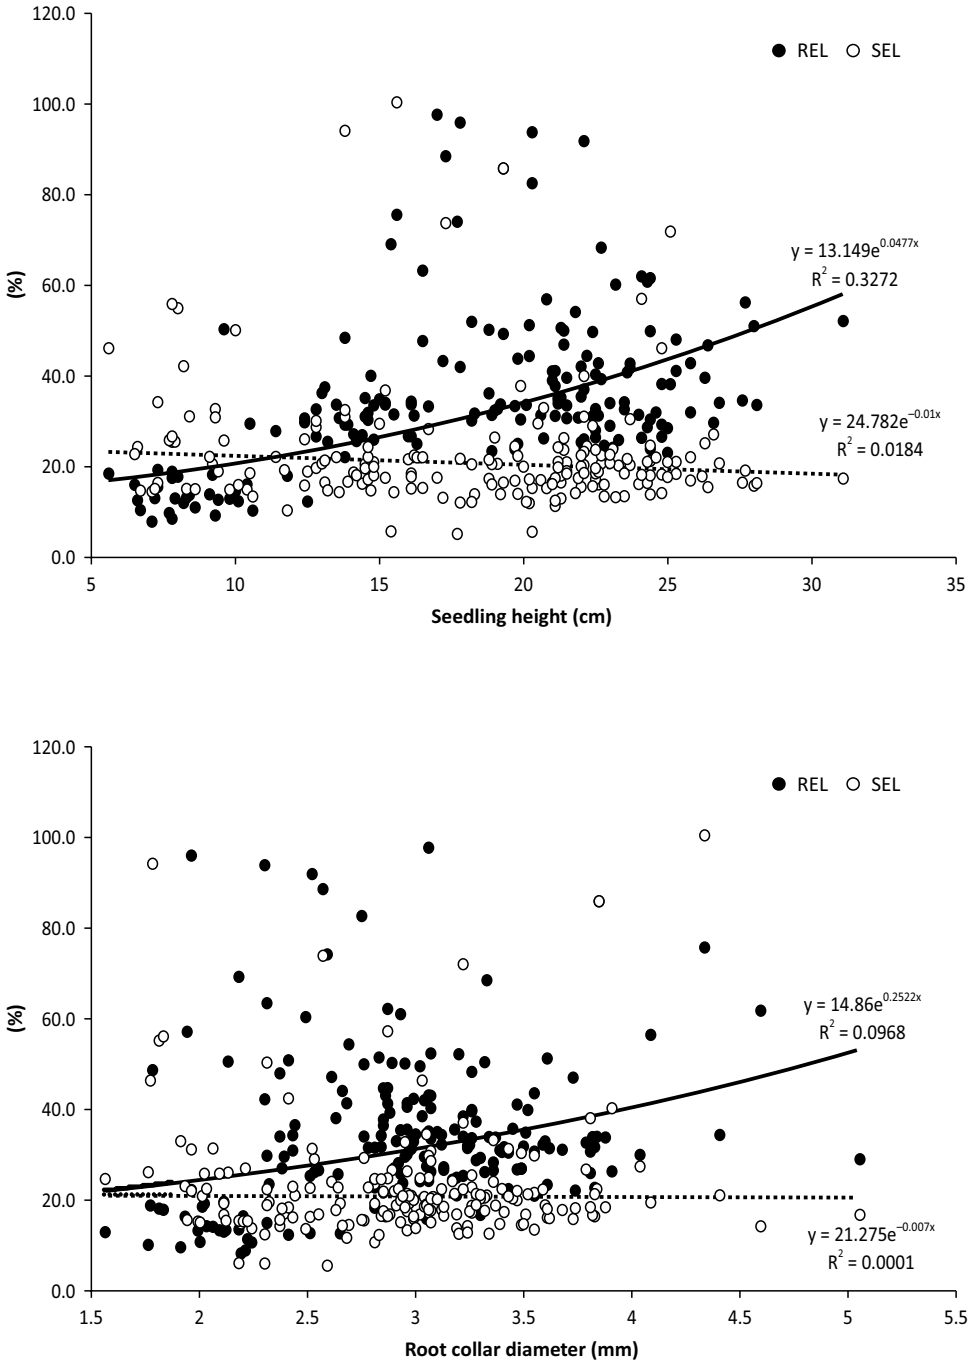 120.0
REL SEL
100.0
80.0
y = 13.149e^0.0477x
R² = 0.3272
60.0
(%)
40.0
y = 24.782e^–0.01x
R² = 0.0184
20.0
0.0
5 10 15 20 25 30 35
Seedling height (cm)
120.0
REL SEL
100.0
80.0
y = 14.86e^0.2522x
R² = 0.0968
60.0
(%)
40.0
20.0
y = 21.275e^–0.007x
R² = 0.0001
0.0
1.5 2 2.5 3 3.5 4 4.5 5 5.5
Root collar diameter (mm)